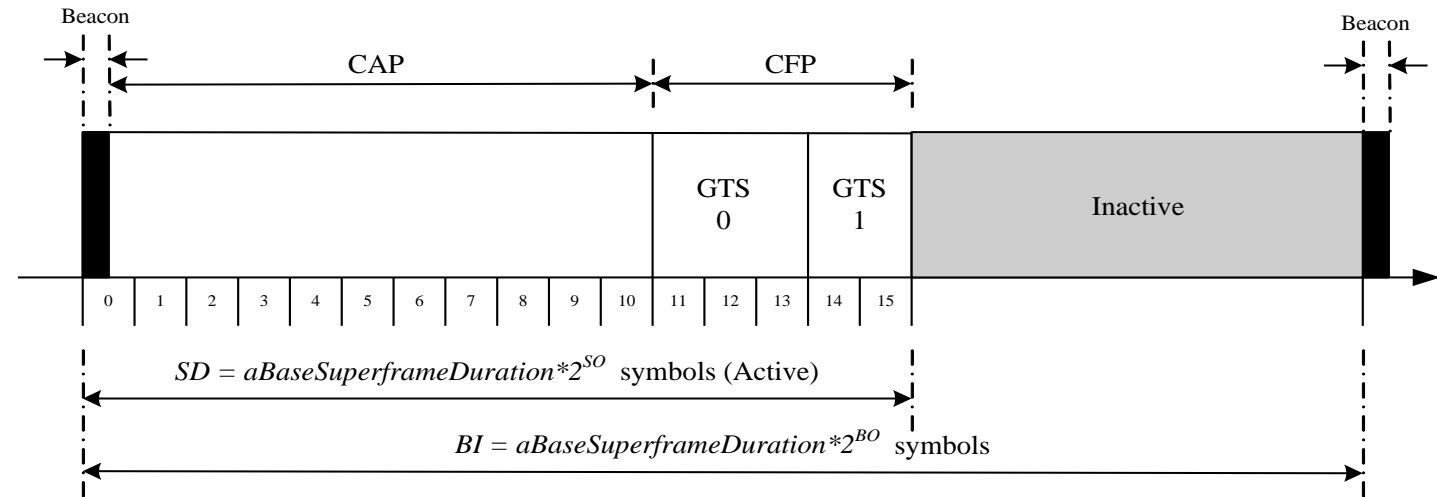 Beacon
Beacon
CAP
CFP
GTS
0
GTS
1
Inactive
0 1 2 3 4 5 6 7 8 9 10 11 12 13 14 15
SD = aBaseSuperframeDuration*2^SO symbols (Active)
BI = aBaseSuperframeDuration*2^BO symbols